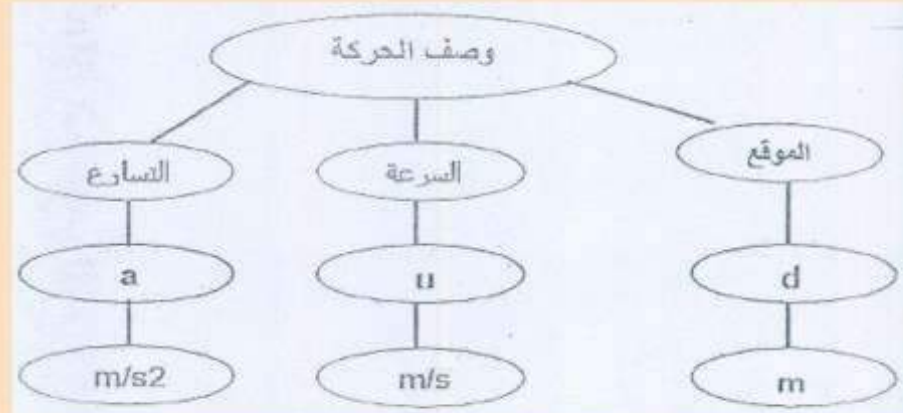 وصف الحركة
الموقع
السرعة
التسارع
d
u
a
m
m/s
m/s2